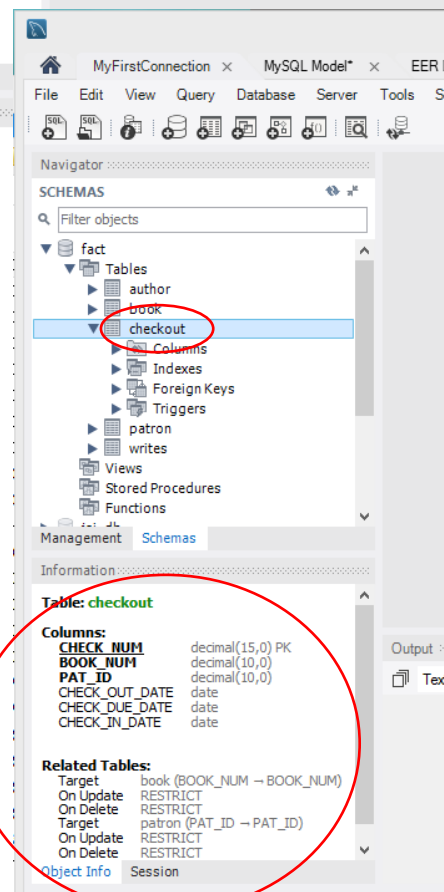 MyFirstConnection × MySQL Model* × EER
File Edit View Query Database Server Tools S
SQL SQL
Navigator
SCHEMAS
Filter objects
fact
Tables
author
book
checkout
Columns
Indexes
Foreign Keys
Triggers
patron
writes
Views
Stored Procedures
Functions
Management Schemas
Information
Table: checkout
Columns:
CHECK_NUM decimal(15,0) PK
BOOK_NUM decimal(10,0)
PAT_ID decimal(10,0)
CHECK_OUT_DATE date
CHECK_DUE_DATE date
CHECK_IN_DATE date
Related Tables:
Target book (BOOK_NUM → BOOK_NUM)
On Update RESTRICT
On Delete RESTRICT
Target patron (PAT_ID → PAT_ID)
On Update RESTRICT
On Delete RESTRICT
Object Info Session
Output
Tex